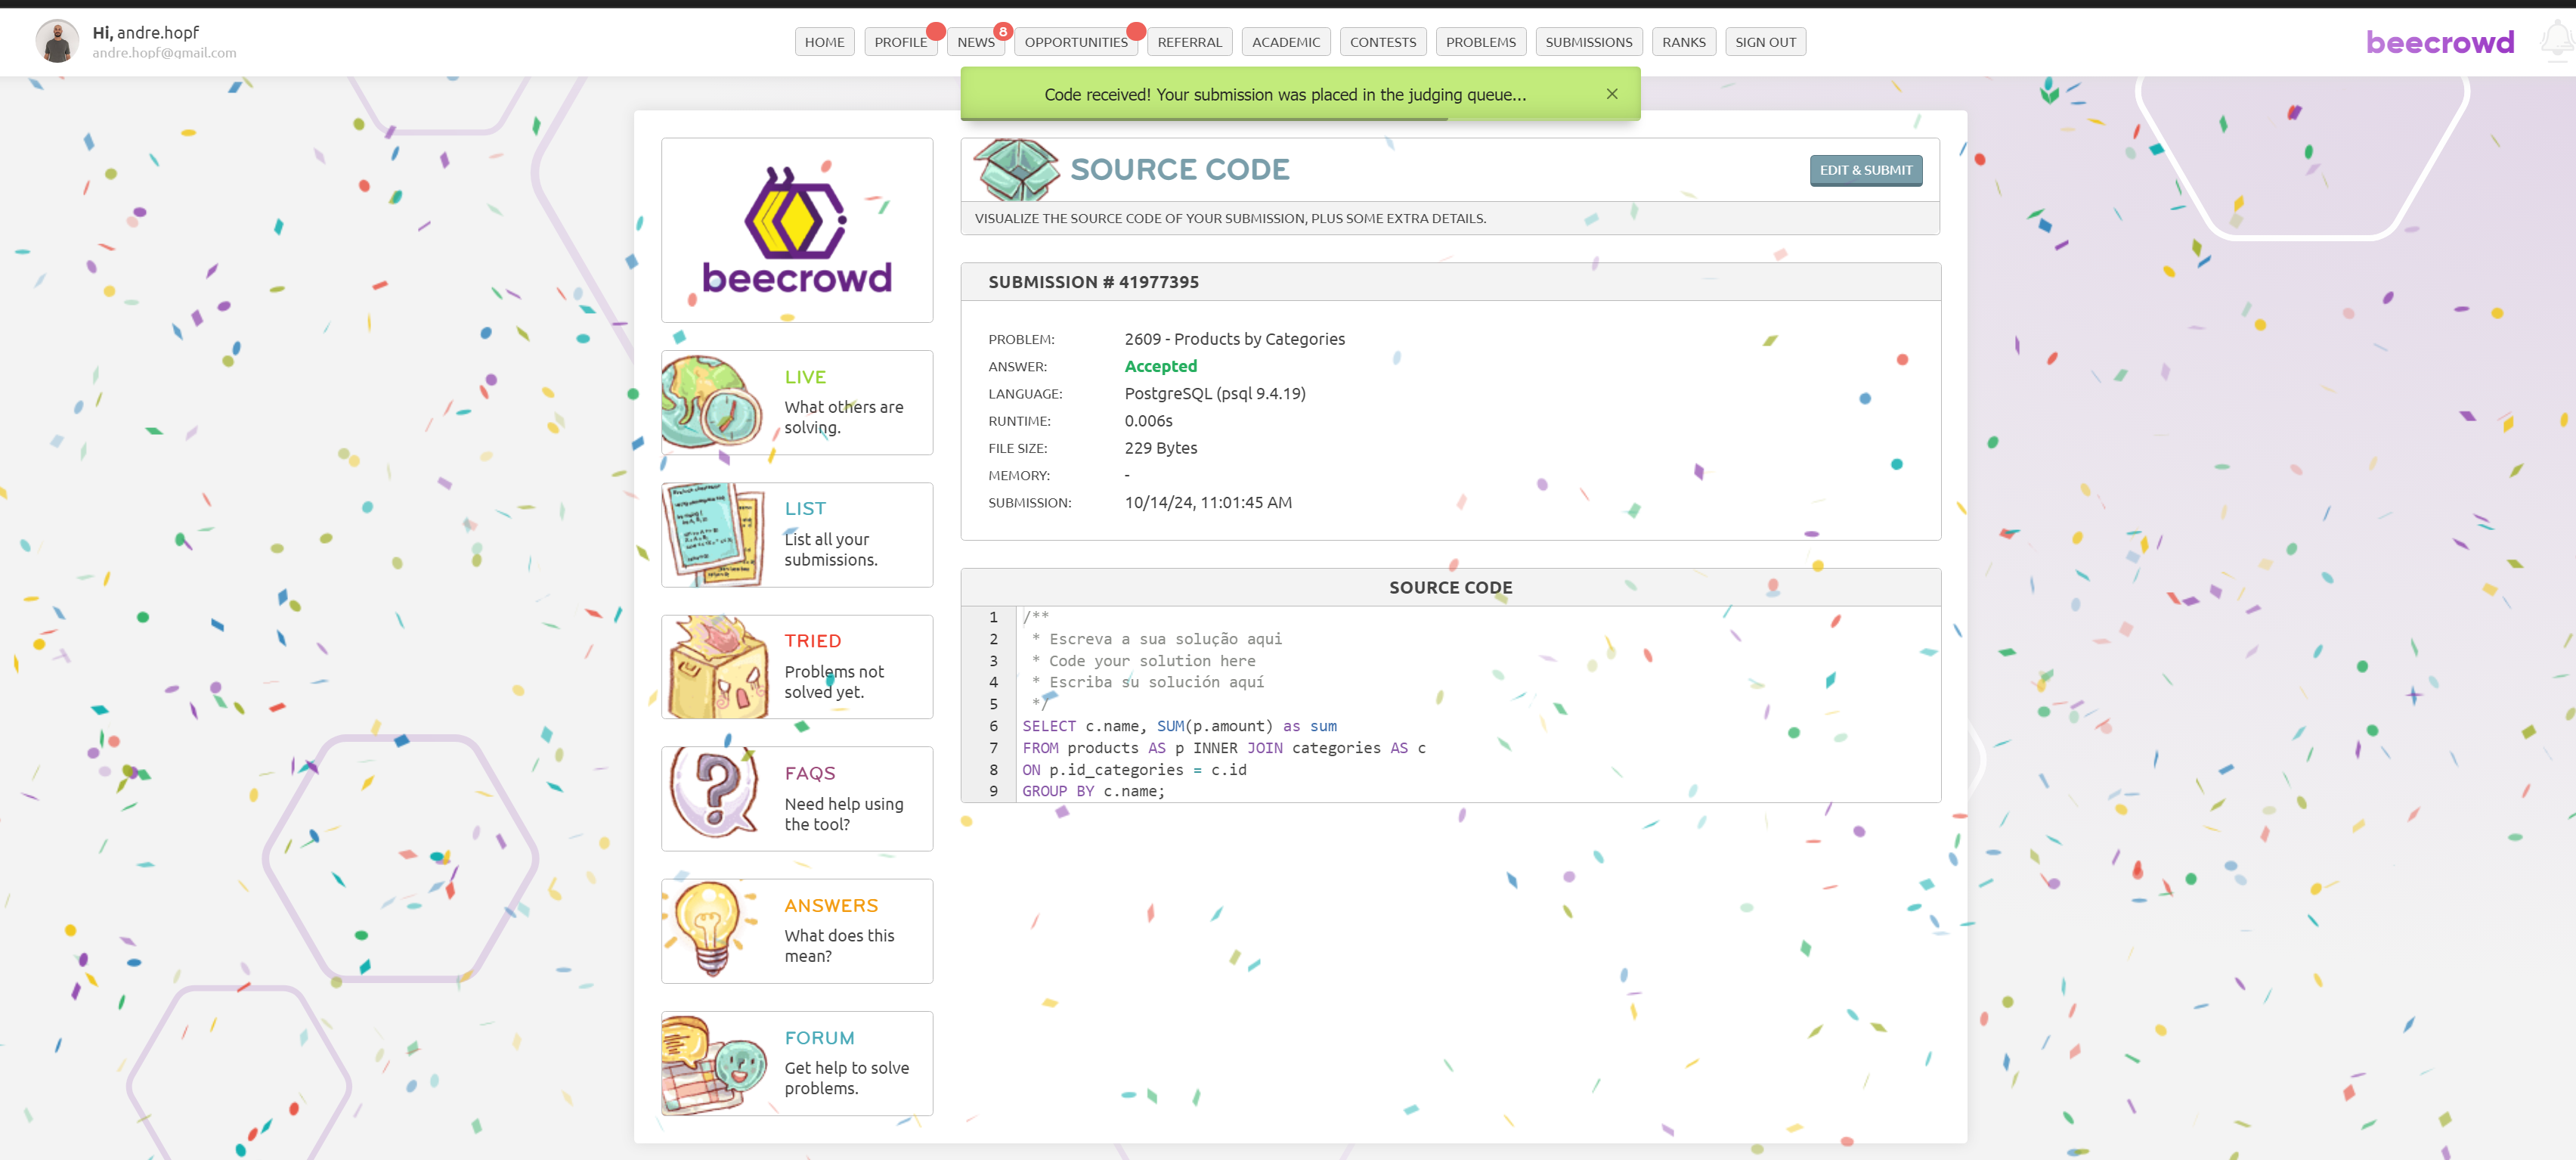 Hi, andre.hopf
andre.hopf@gmail.com
HOME
PROFILE
NEWS
8
OPPORTUNITIES
REFERRAL
ACADEMIC
CONTESTS
PROBLEMS
SUBMISSIONS
RANKS
SIGN OUT
beecrowd
Code received! Your submission was placed in the judging queue...
×
beecrowd
LIVE
What others are
solving.
LIST
List all your
submissions.
TRIED
Problems not
solved yet.
FAQS
Need help using
the tool?
ANSWERS
What does this
mean?
FORUM
Get help to solve
problems.
SOURCE CODE
EDIT & SUBMIT
VISUALIZE THE SOURCE CODE OF YOUR SUBMISSION, PLUS SOME EXTRA DETAILS.
SUBMISSION # 41977395
PROBLEM: 2609 - Products by Categories
ANSWER: Accepted
LANGUAGE: PostgreSQL (psql 9.4.19)
RUNTIME: 0.006s
FILE SIZE: 229 Bytes
MEMORY: -
SUBMISSION: 10/14/24, 11:01:45 AM
SOURCE CODE
1 /**
2 * Escreva a sua solução aqui
3 * Code your solution here
4 * Escriba su solución aquí
5 */
6 SELECT c.name, SUM(p.amount) as sum
7 FROM products AS p INNER JOIN categories AS c
8 ON p.id_categories = c.id
9 GROUP BY c.name;